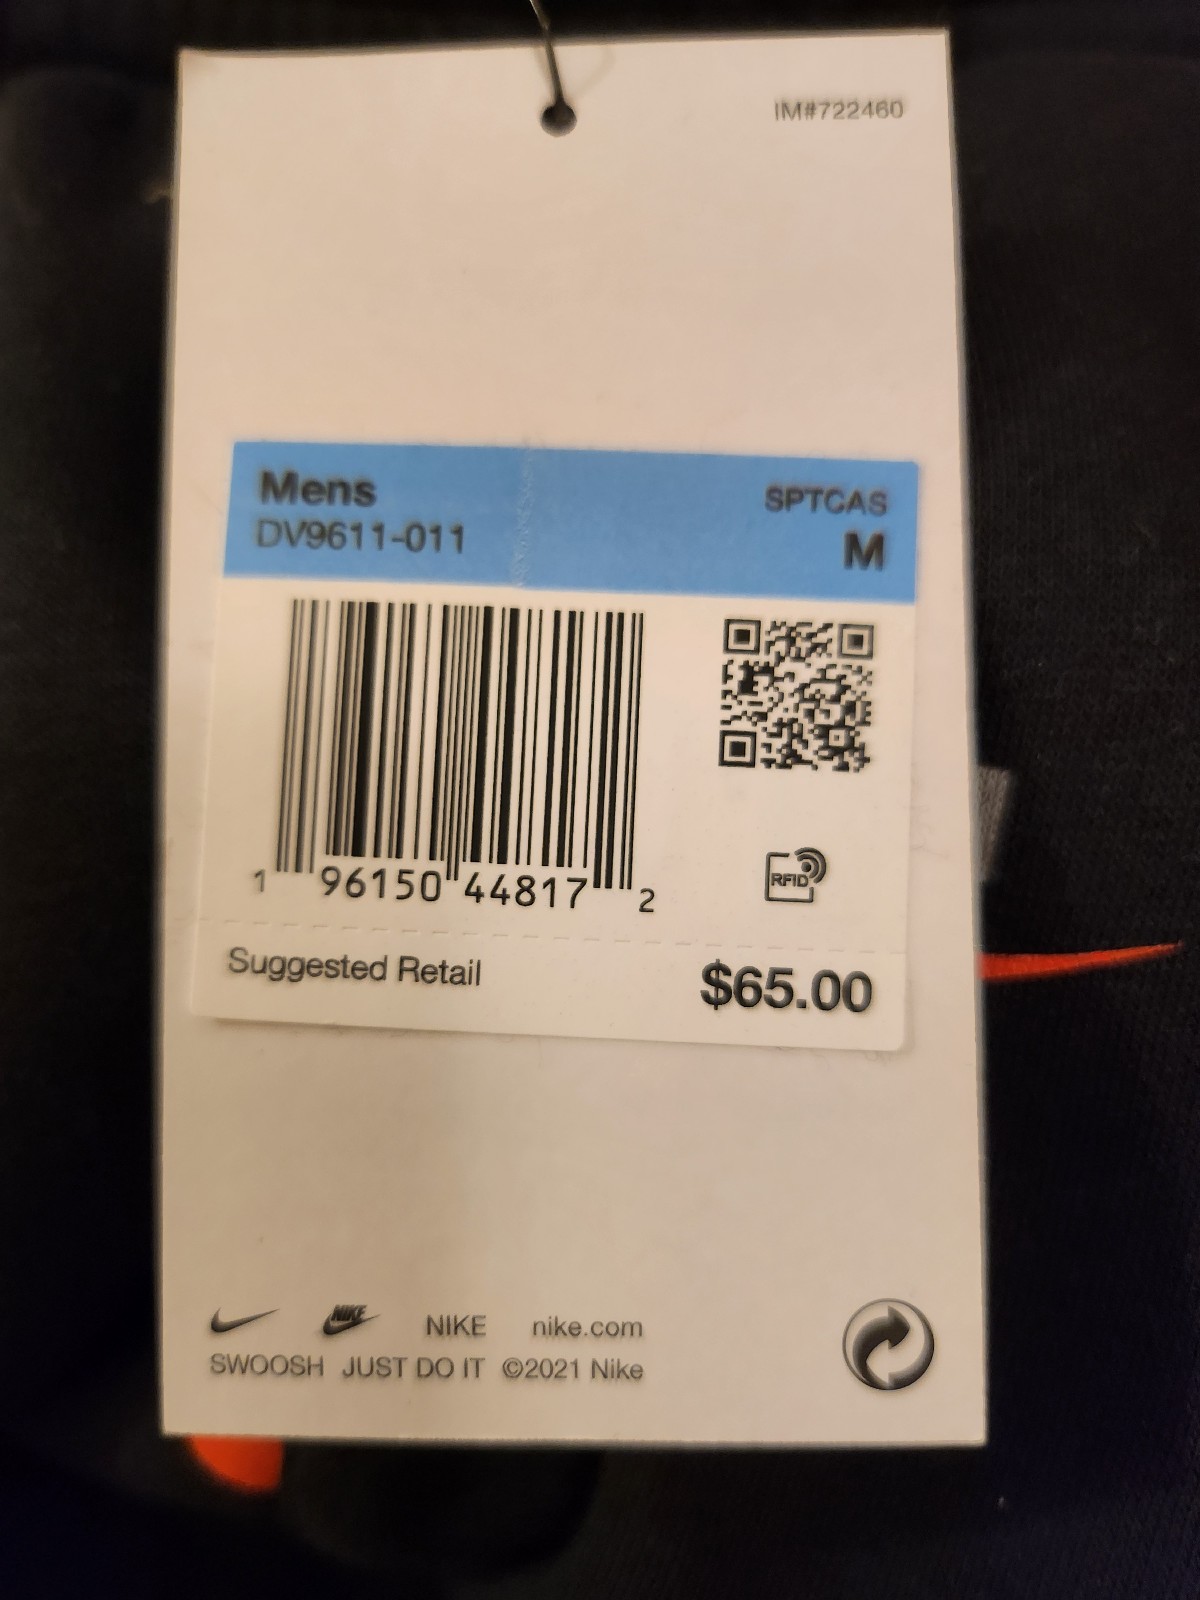 IM#722460
Mens
SPTCAS
DV9611-011
M
1 96150 44817 2
RFID
Suggested Retail
$65.00
NIKE NIKE nike.com
SWOOSH JUST DO IT ©2021 Nike